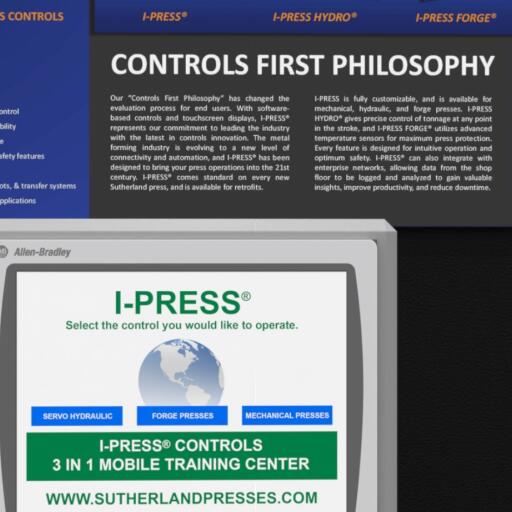 S CONTROLS
I-PRESS® I-PRESS HYDRO® I-PRESS FORGE®
CONTROLS FIRST PHILOSOPHY
ontrol
bility
e
afety features
ots, & transfer systems
pplications
Our "Controls First Philosophy" has changed the
evaluation process for end users. With software-
based controls and touchscreen displays, I-PRESS®
represents our commitment to leading the industry
with the latest in controls innovation. The metal
forming industry is evolving to a new level of
connectivity and automation, and I-PRESS® has been
designed to bring your press operations into the 21st
century. I-PRESS® comes standard on every new
Sutherland press, and is available for retrofits.
I-PRESS is fully customizable, and is available for
mechanical, hydraulic, and forge presses. I-PRESS
HYDRO® gives precise control of tonnage at any point
in the stroke, and I-PRESS FORGE® utilizes advanced
temperature sensors for maximum press protection.
Every feature is designed for intuitive operation and
optimum safety. I-PRESS® can also integrate with
enterprise networks, allowing data from the shop
floor to be logged and analyzed to gain valuable
insights, improve productivity, and reduce downtime.
AB Allen-Bradley
I-PRESS®
Select the control you would like to operate.
SERVO HYDRAULIC FORGE PRESSES MECHANICAL PRESSES
I-PRESS® CONTROLS
3 IN 1 MOBILE TRAINING CENTER
WWW.SUTHERLANDPRESSES.COM